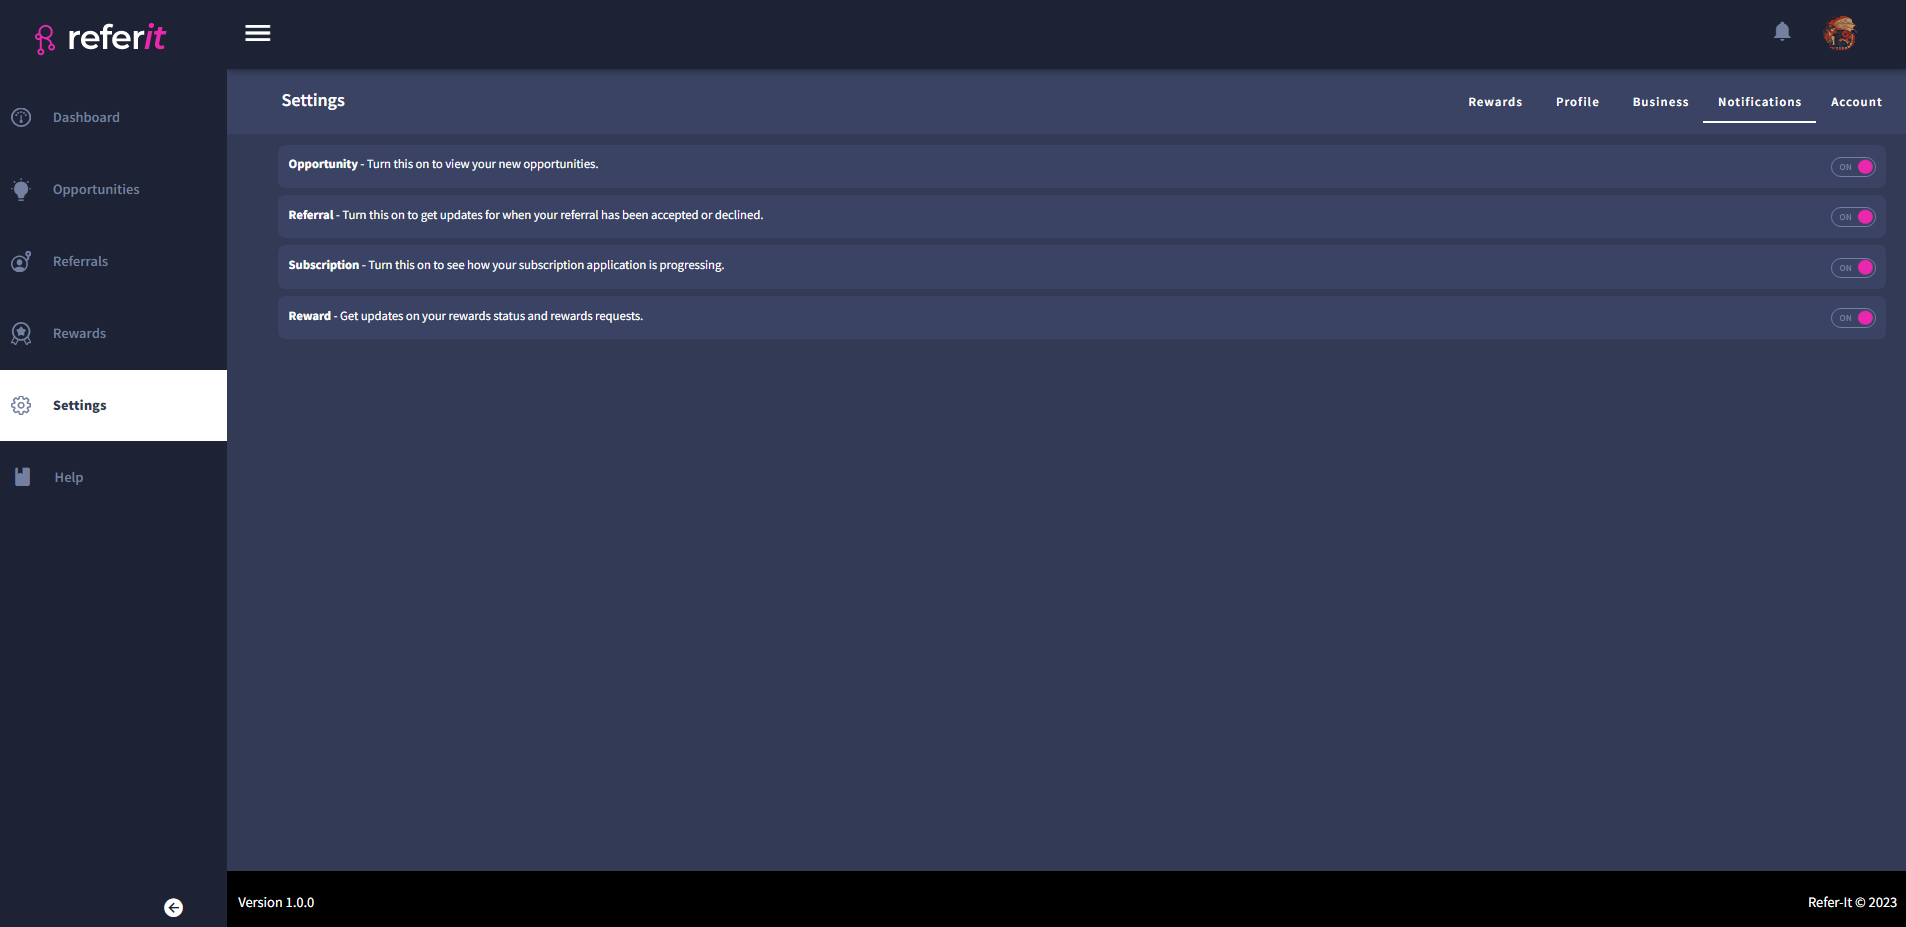 referit
Dashboard
Opportunities
Referrals
Rewards
Settings
Help
Settings
Rewards Profile Business Notifications Account
Opportunity - Turn this on to view your new opportunities. ON
Referral - Turn this on to get updates for when your referral has been accepted or declined. ON
Subscription - Turn this on to see how your subscription application is progressing. ON
Reward - Get updates on your rewards status and rewards requests. ON
Version 1.0.0 Refer-It © 2023